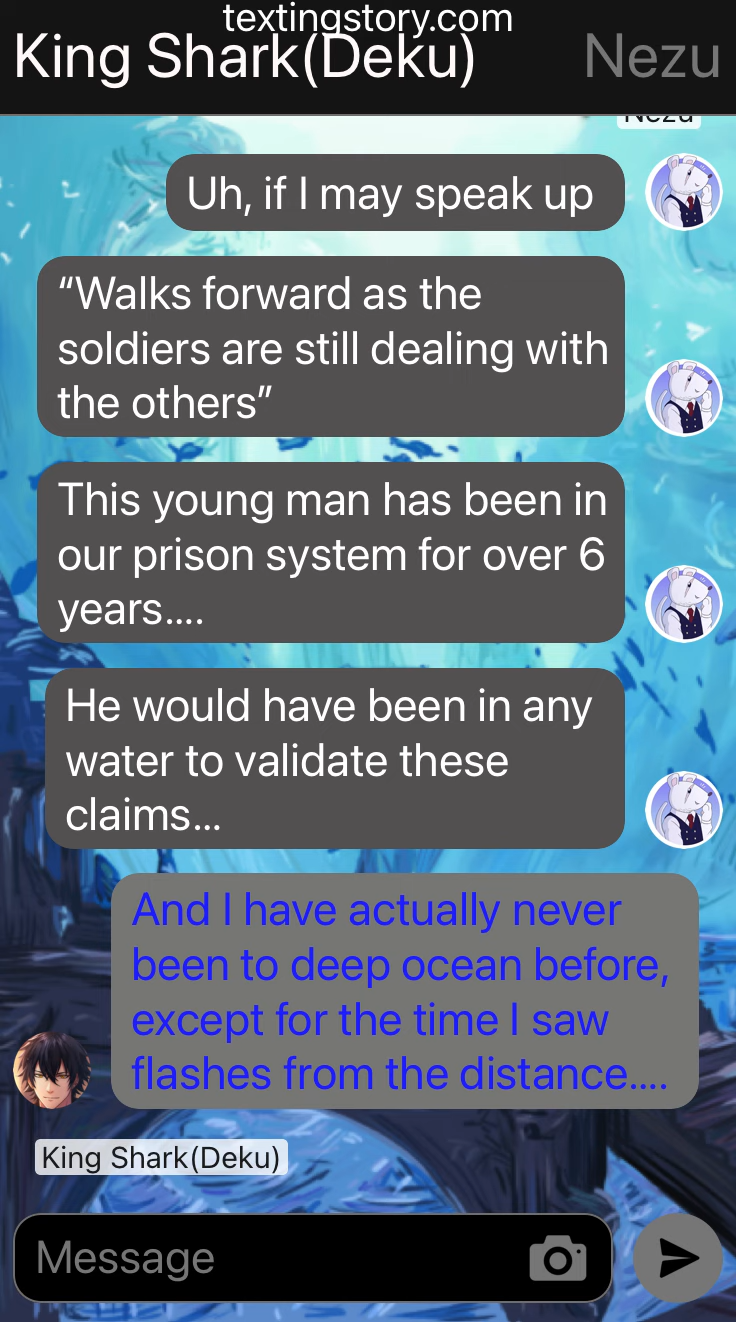 textingstory.com
King Shark(Deku)
Nezu
Nezu
Uh, if I may speak up
“Walks forward as the
soldiers are still dealing with
the others”
This young man has been in
our prison system for over 6
years....
He would have been in any
water to validate these
claims...
And I have actually never
been to deep ocean before,
except for the time I saw
flashes from the distance....
King Shark(Deku)
Message